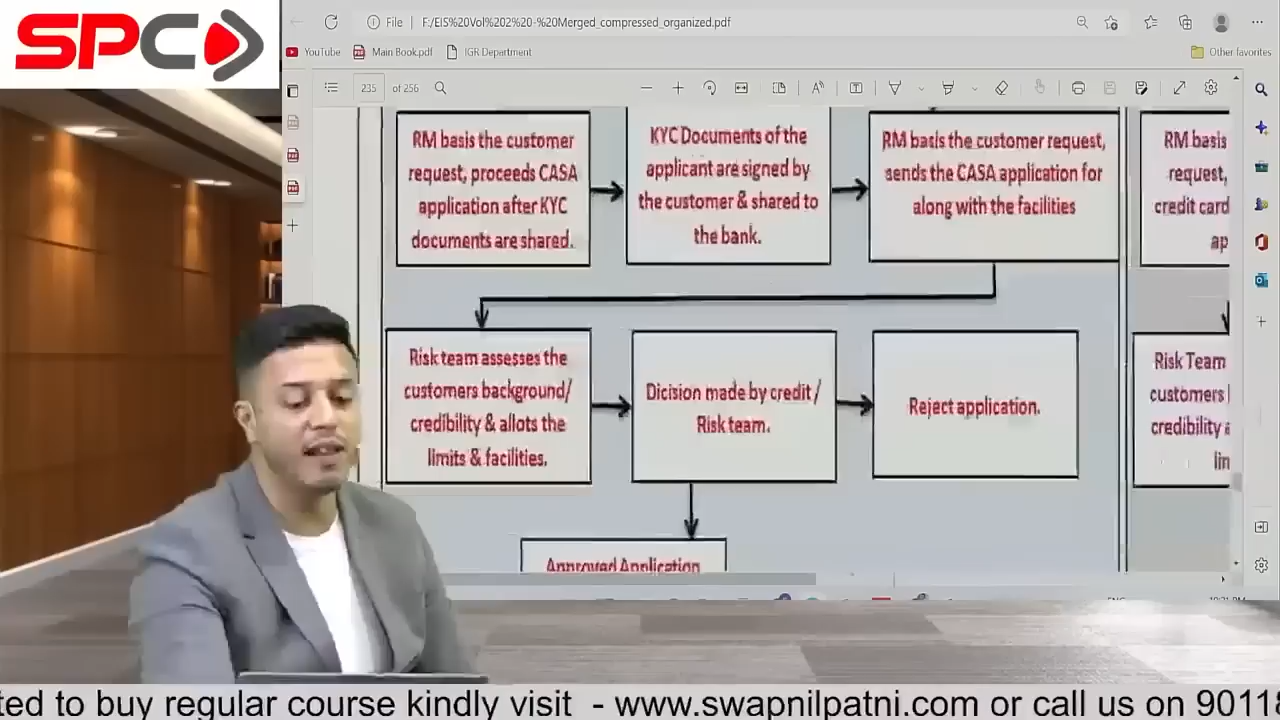 SPC
File
F:/EIS%20Vol%202%20-%20Merged_compressed_organized.pdf
YouTube
Main Book.pdf
IGR Department
Other favorites
235
of 256
RM basis the customer
request, proceeds CASA
application after KYC
documents are shared.
KYC Documents of the
applicant are signed by
the customer & shared to
the bank.
RM basis the customer request,
sends the CASA application for
along with the facilities
RM basis
request,
credit card
ap
Risk team assesses the
customers background/
credibility & allots the
limits & facilities.
Dicision made by credit /
Risk team.
Reject application.
Risk Team
customers
credibility a
lim
Approved Application
ted to buy regular course kindly visit - www.swapnilpatni.com or call us on 90118